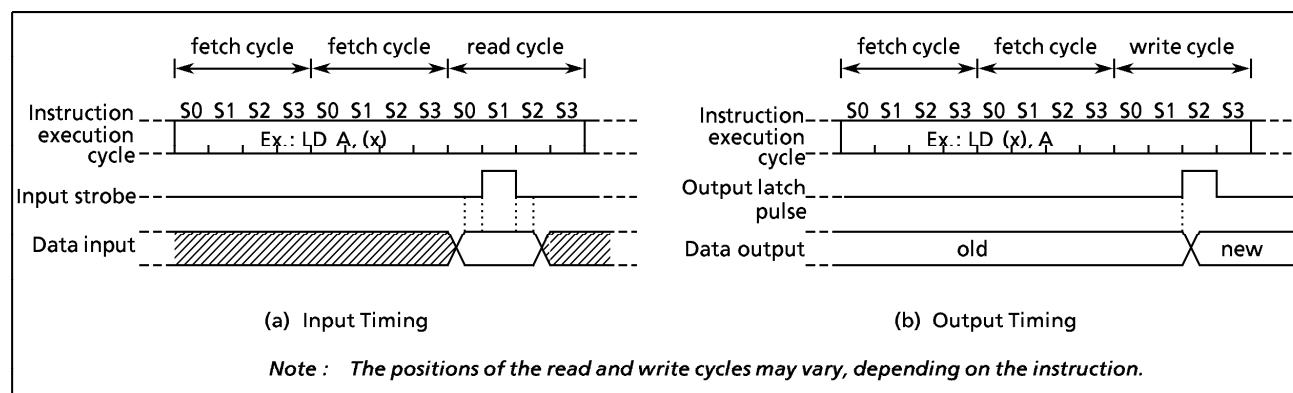 fetch cycle fetch cycle read cycle
Instruction execution cycle
S0 S1 S2 S3 S0 S1 S2 S3 S0 S1 S2 S3
Ex.: LD A, (x)
Input strobe
Data input
(a) Input Timing
fetch cycle fetch cycle write cycle
Instruction execution cycle
S0 S1 S2 S3 S0 S1 S2 S3 S0 S1 S2 S3
Ex.: LD (x), A
Output latch pulse
Data output
old
new
(b) Output Timing
Note : The positions of the read and write cycles may vary, depending on the instruction.